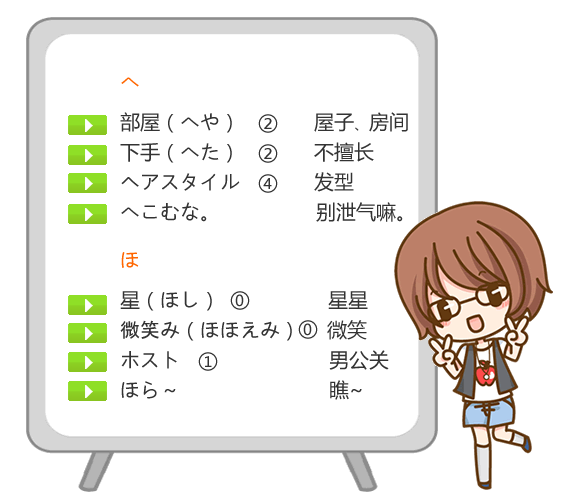 へ
部屋（へや） ② 屋子、房间
下手（へた） ② 不擅长
ヘアスタイル ④ 发型
へこむな。 别泄气嘛。
ほ
星（ほし） ⓪ 星星
微笑み（ほほえみ）⓪ 微笑
ホスト ① 男公关
ほら～ 瞧~